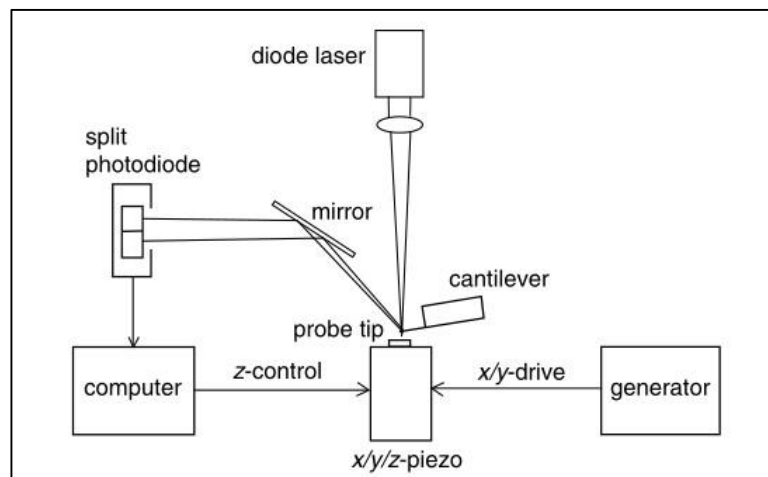 diode laser
split
photodiode
mirror
cantilever
probe tip
computer
z-control
x/y-drive
generator
x/y/z-piezo